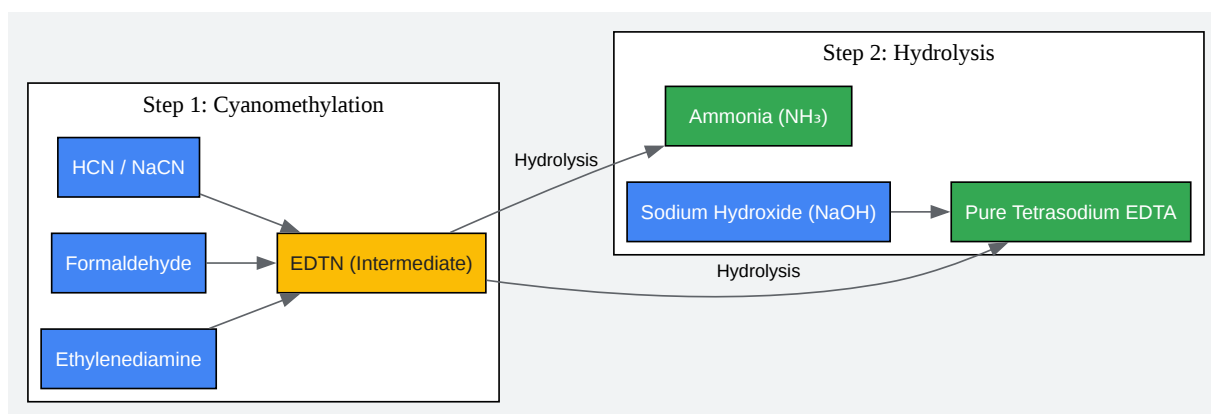 Step 1: Cyanomethylation
HCN / NaCN
Formaldehyde
Ethylenediamine
EDTN (Intermediate)
Hydrolysis
Hydrolysis
Step 2: Hydrolysis
Ammonia (NH₃)
Sodium Hydroxide (NaOH)
Pure Tetrasodium EDTA